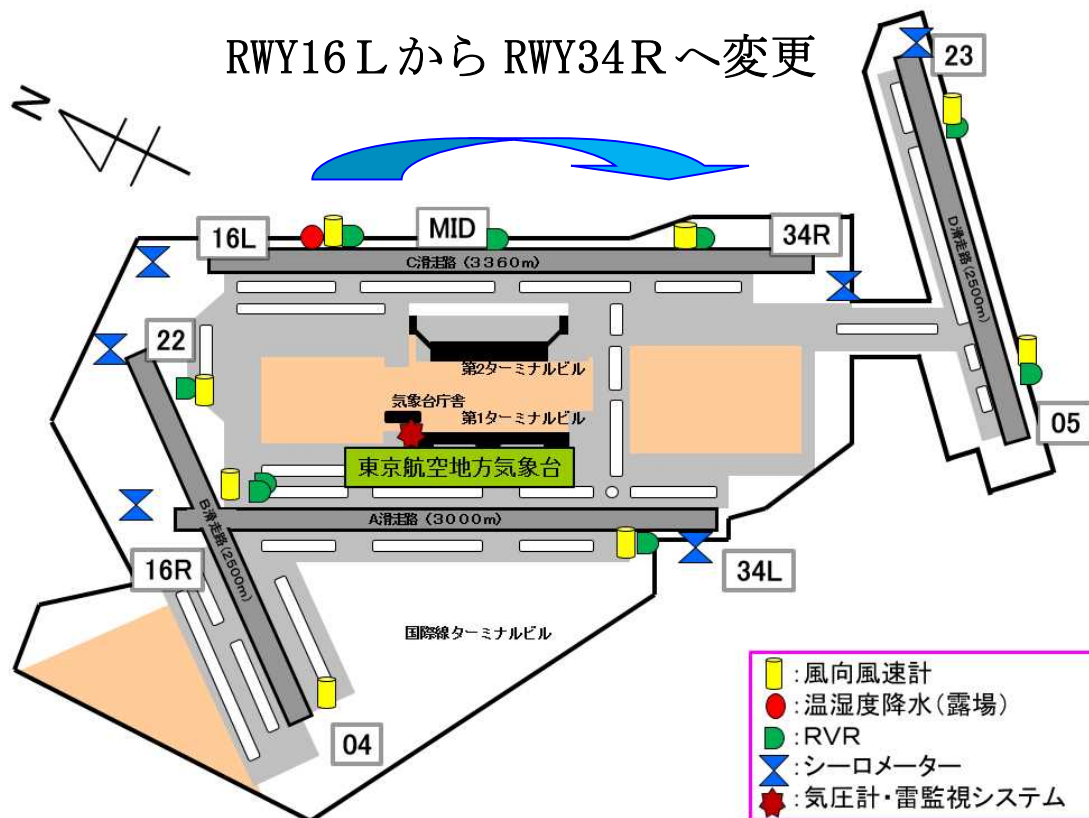 RWY16LからRWY34Rへ変更
N
23
16L
MID
34R
C滑走路(3360m)
D滑走路(2500m)
22
第2ターミナルビル
気象台庁舎
第1ターミナルビル
05
東京航空地方気象台
A滑走路(3000m)
B滑走路(2500m)
16R
34L
国際線ターミナルビル
04
:風向風速計
:温湿度降水(露場)
:RVR
:シーロメーター
:気圧計・雷監視システム